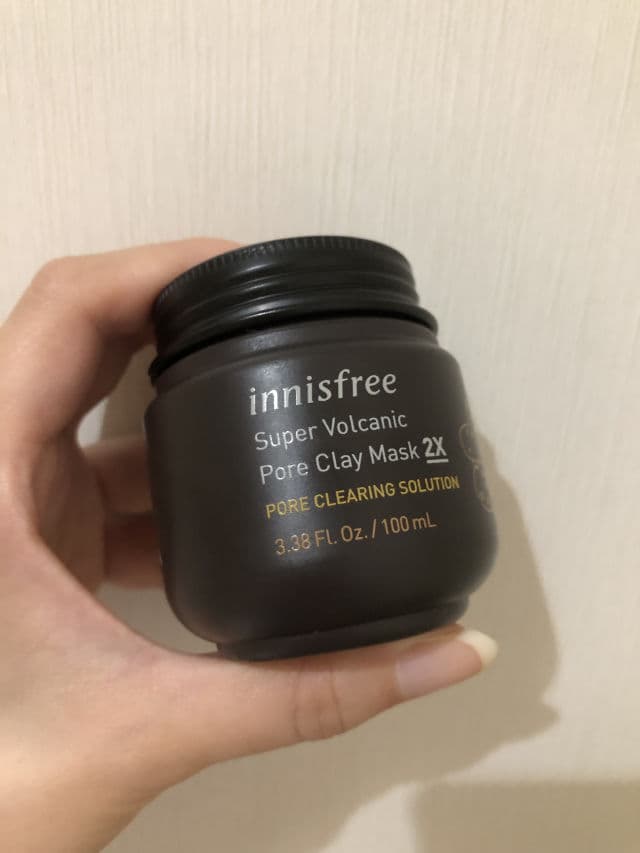 innisfree
Super Volcanic
Pore Clay Mask 2X
PORE CLEARING SOLUTION
3.38 Fl. Oz. / 100 mL